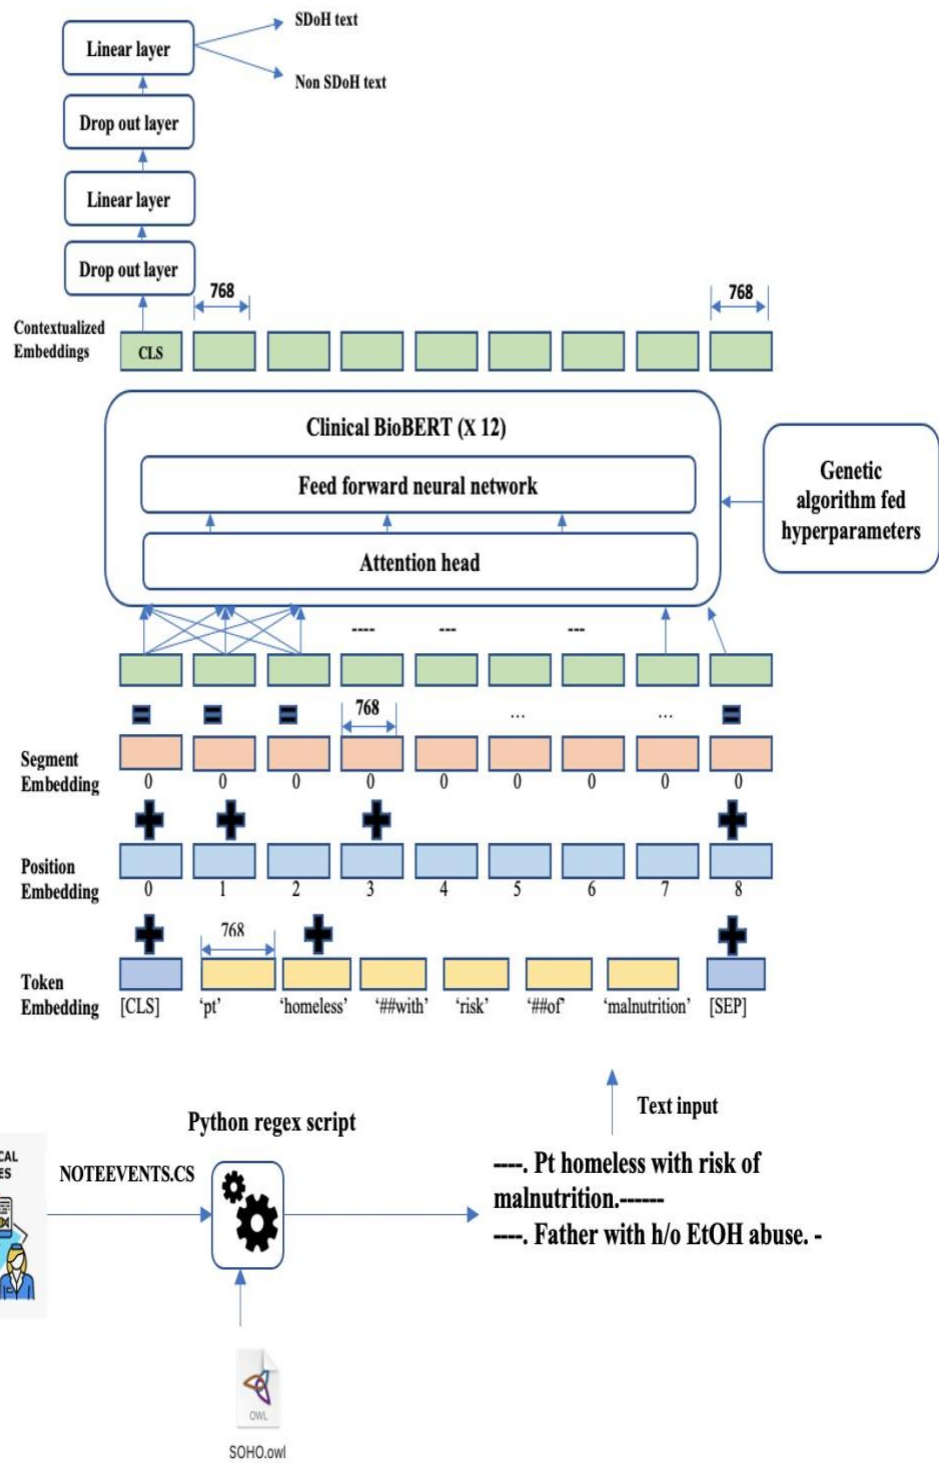 SDoH text
Linear layer
Non SDoH text
Drop out layer
Linear layer
Drop out layer
768 768
Contextualized
Embeddings
CLS
Clinical BioBERT (X 12)
Feed forward neural network
Attention head
Genetic
algorithm fed
hyperparameters
---- --- ---
= = = 768 ... ... =
Segment
Embedding
0 0 0 0 0 0 0 0 0
+ + + +
Position
Embedding
0 1 2 3 4 5 6 7 8
+ 768 + +
Token
Embedding
[CLS] 'pt' 'homeless' '##with' 'risk' '##of' 'malnutrition' [SEP]
Text input
Python regex script
NOTEEVENTS.CS
----. Pt homeless with risk of
malnutrition.------
----. Father with h/o EtOH abuse. -
OWL
SOHO.owl